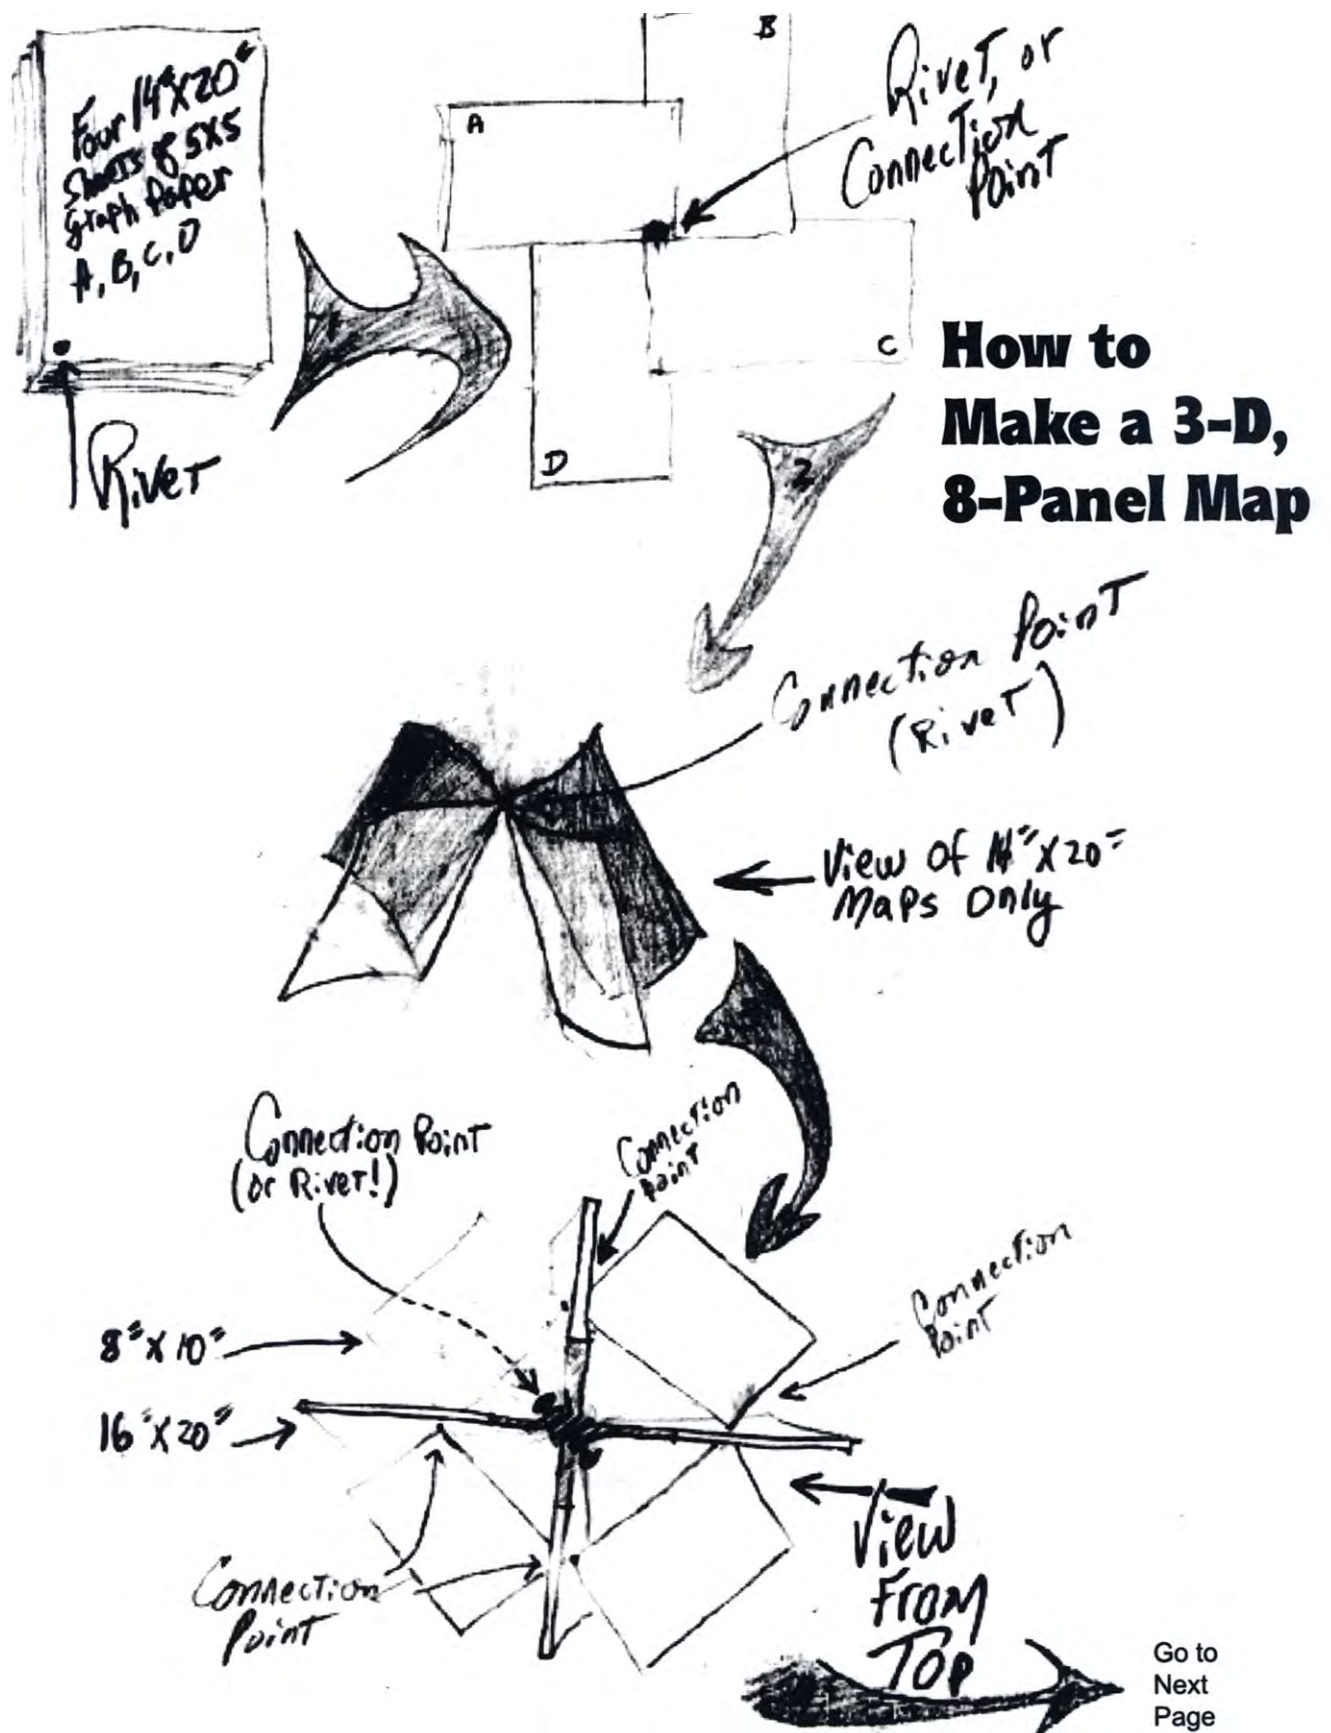 Four 14"X20"
Sheets of 5X5
Graph Paper
A, B, C, D
Rivet
A
B
C
D
Rivet, or
Connection
Point
1
How to
Make a 3-D,
8-Panel Map
2
Connection Point
(Rivet)
View of 14"X20"
Maps Only
Connection Point
(or Rivet!)
Connection
Point
Connection
Point
8"X10"
16"X20"
Connection
Point
View
From
Top
Go to
Next
Page